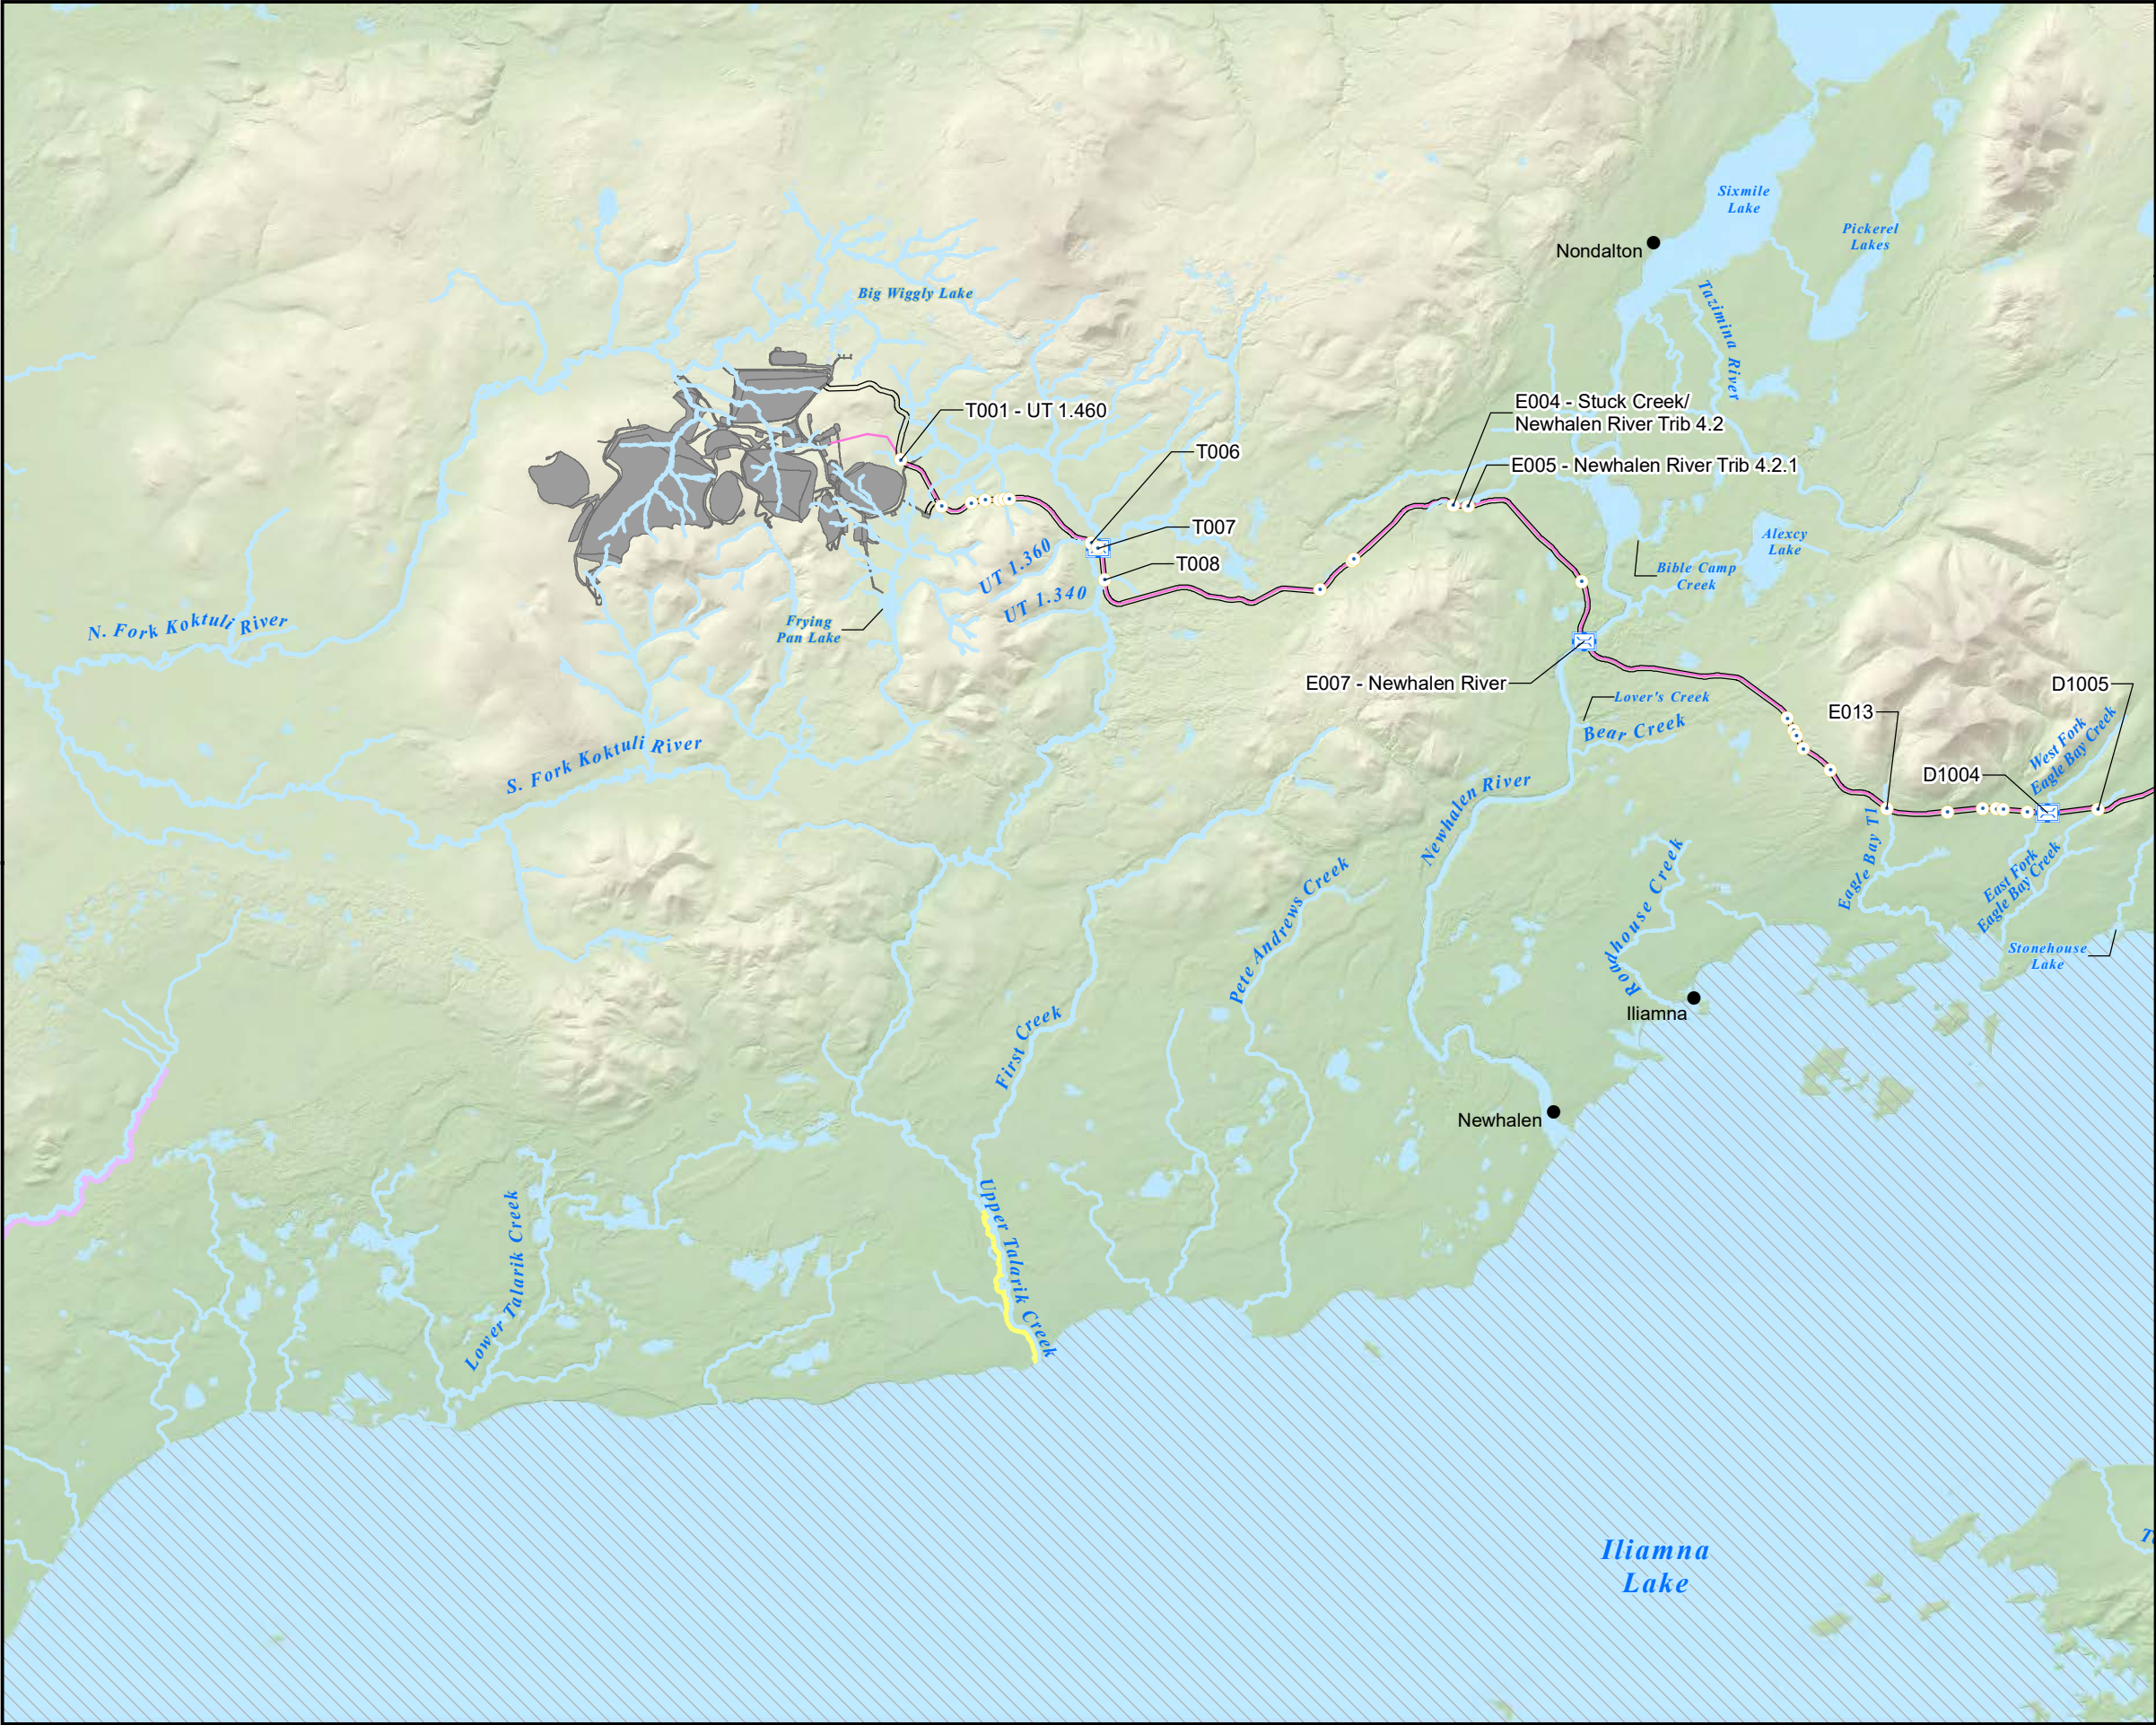 Sixmile
Lake
Pickerel
Lakes
Nondalton
Big Wiggly Lake
Tazimina River
T001 - UT 1.460
E004 - Stuck Creek/
Newhalen River Trib 4.2
T006
E005 - Newhalen River Trib 4.2.1
T007
Alexcy
Lake
T008
UT 1.360
Bible Camp
Creek
UT 1.340
Frying
Pan Lake
N. Fork Koktuli River
E007 - Newhalen River
D1005
Lover's Creek
E013
Bear Creek
West Fork
Eagle Bay Creek
S. Fork Koktuli River
D1004
Newhalen River
Eagle Bay T1
East Fork
Eagle Bay Creek
Roadhouse Creek
Pete Andrews Creek
Stonehouse
Lake
Iliamna
First Creek
Newhalen
Upper Talarik Creek
Lower Talarik Creek
Iliamna
Lake